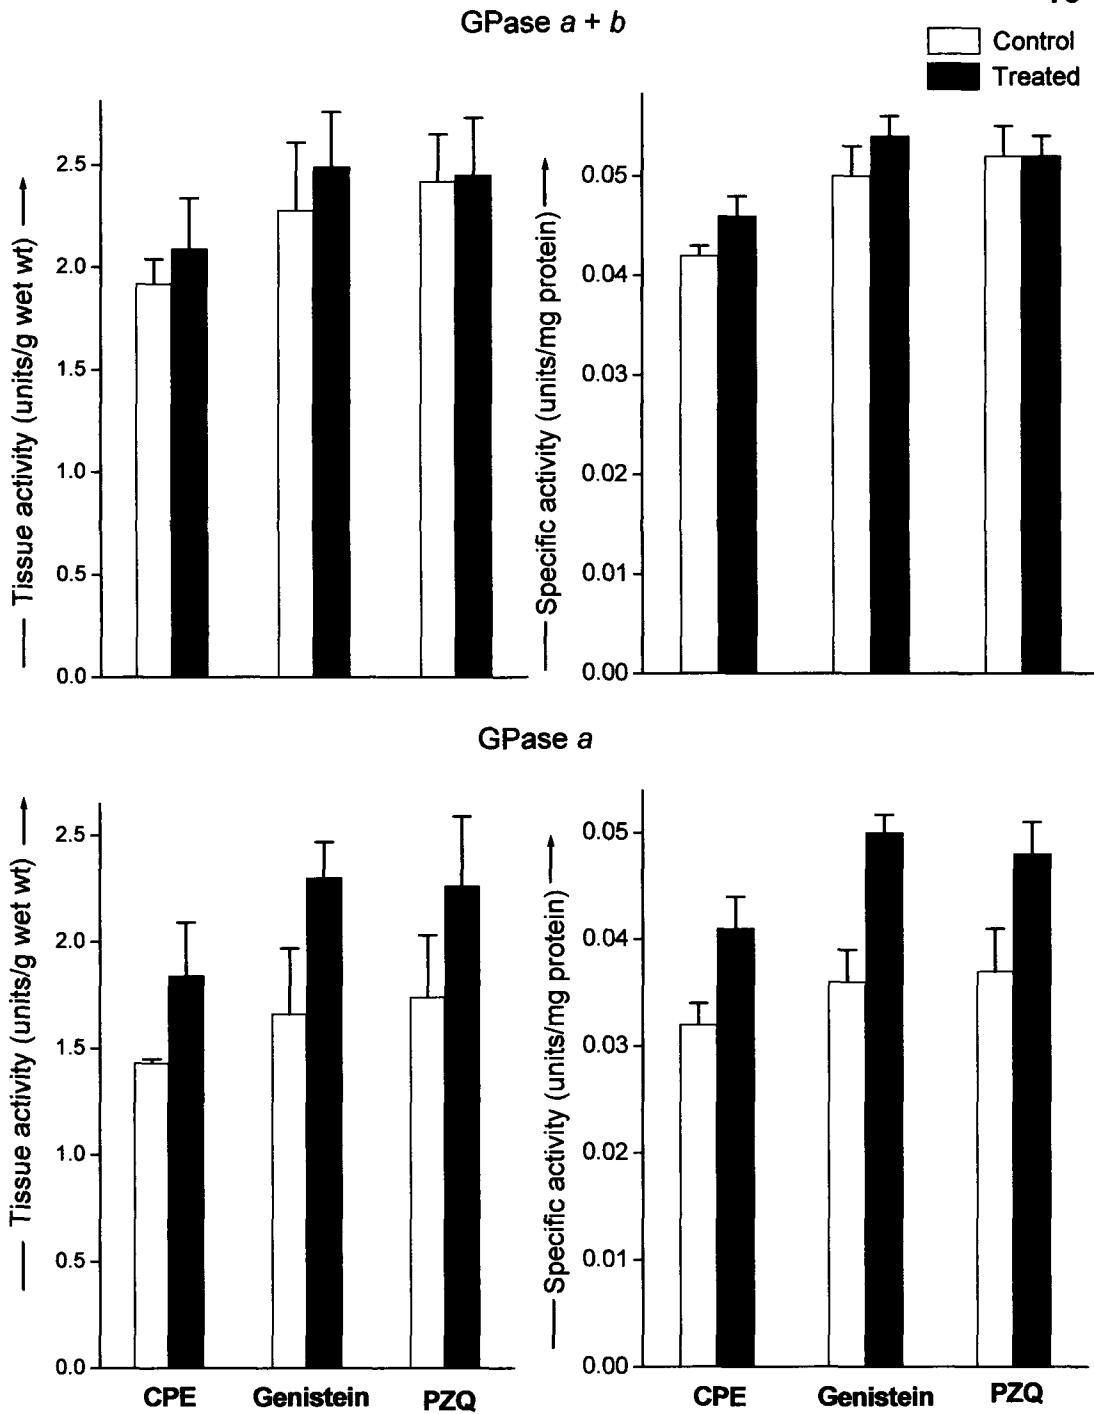 GPase a + b
Control
Treated
Tissue activity (units/g wet wt)
2.5
2.0
1.5
1.0
0.5
0.0
Specific activity (units/mg protein)
0.05
0.04
0.03
0.02
0.01
0.00
GPase a
Tissue activity (units/g wet wt)
2.5
2.0
1.5
1.0
0.5
0.0
CPE Genistein PZQ
Specific activity (units/mg protein)
0.05
0.04
0.03
0.02
0.01
0.00
CPE Genistein PZQ